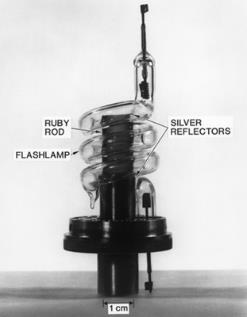 RUBY
ROD
SILVER
REFLECTORS
FLASHLAMP
1 cm